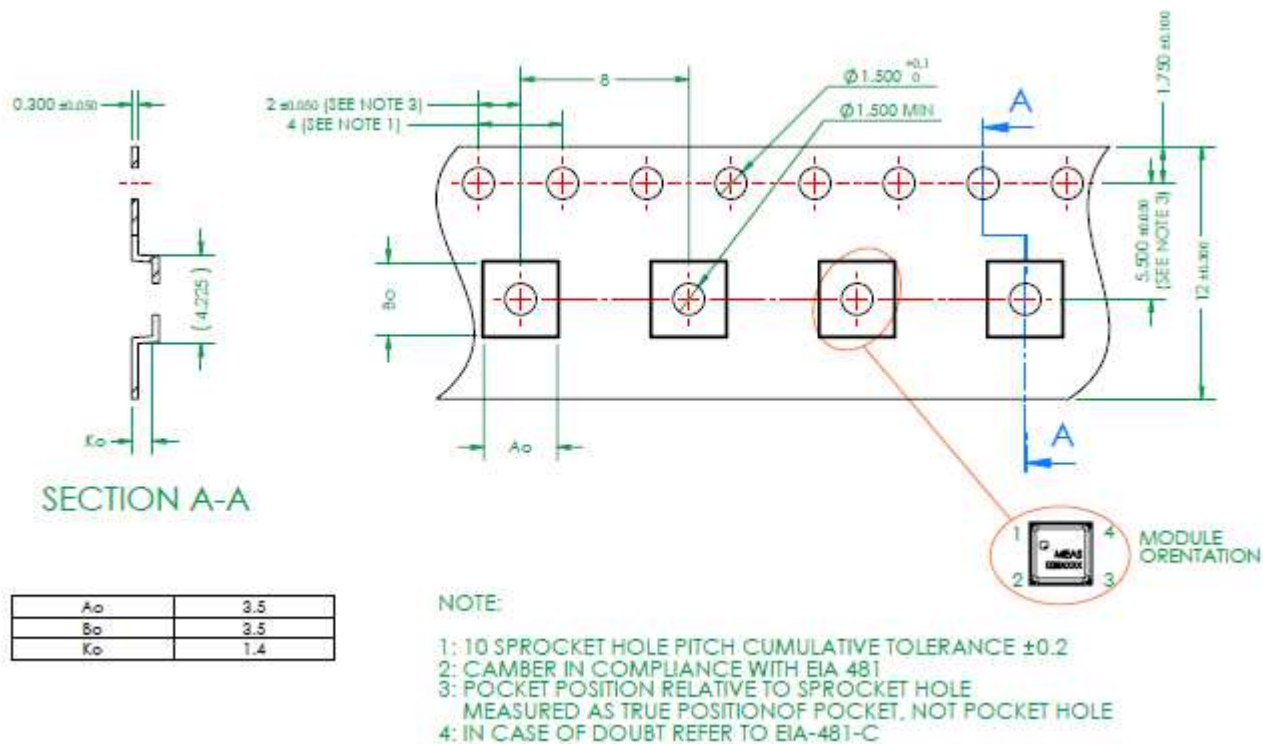 0.300 ±0.050
8
2 ±0.050 (SEE NOTE 3)
4 (SEE NOTE 1)
Ø1.500 +0.1 0
Ø1.500 MIN
A
1.750 ±0.100
5.500 ±0.050
(SEE NOTE 3)
12 ±0.300
(4.225)
Bo
Ko
Ao
A
SECTION A-A
1
4
2
3
MEAS
MODULE
ORENTATION
Ao 3.5
Bo 3.5
Ko 1.4
NOTE:
1: 10 SPROCKET HOLE PITCH CUMULATIVE TOLERANCE ±0.2
2: CAMBER IN COMPLIANCE WITH EIA 481
3: POCKET POSITION RELATIVE TO SPROCKET HOLE
MEASURED AS TRUE POSITIONOF POCKET, NOT POCKET HOLE
4: IN CASE OF DOUBT REFER TO EIA-481-C